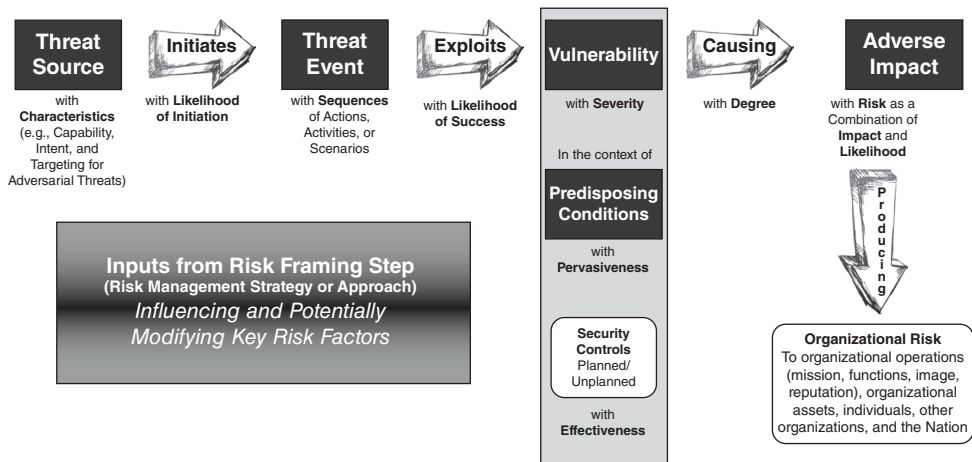 Threat
Source
with
Characteristics
(e.g., Capability,
Intent, and
Targeting for
Adversarial Threats)
Initiates
with Likelihood
of Initiation
Threat
Event
with Sequences
of Actions,
Activities, or
Scenarios
Exploits
with Likelihood
of Success
Vulnerability
with Severity
In the context of
Predisposing
Conditions
with
Pervasiveness
Security
Controls
Planned/
Unplanned
with
Effectiveness
Causing
with Degree
Adverse
Impact
with Risk as a
Combination of
Impact and
Likelihood
Producing
Organizational Risk
To organizational operations
(mission, functions, image,
reputation), organizational
assets, individuals, other
organizations, and the Nation
Inputs from Risk Framing Step
(Risk Management Strategy or Approach)
Influencing and Potentially
Modifying Key Risk Factors